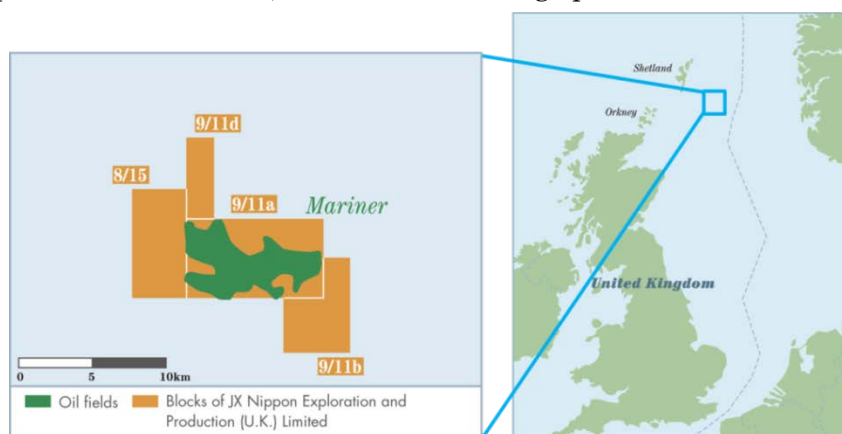 9/11d
8/15
9/11a
Mariner
9/11b
0 5 10km
Oil fields
Blocks of JX Nippon Exploration and
Production (U.K.) Limited
Shetland
Orkney
United Kingdom